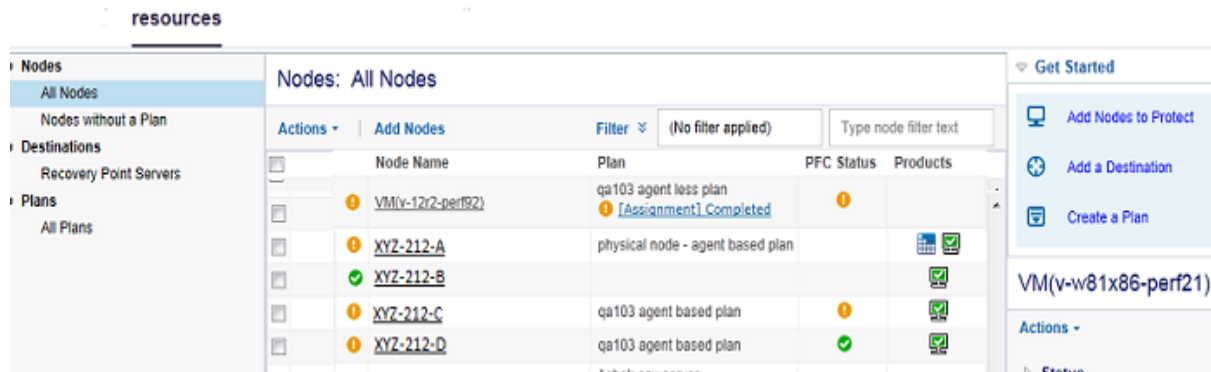 resources
Nodes
All Nodes
Nodes without a Plan
Destinations
Recovery Point Servers
Plans
All Plans
Nodes: All Nodes
Actions
Add Nodes
Filter
(No filter applied)
Type node filter text
Node Name Plan PFC Status Products
VM(v-12r2-perf92) qa103 agent less plan
[Assignment] Completed
XYZ-212-A physical node - agent based plan
XYZ-212-B
XYZ-212-C qa103 agent based plan
XYZ-212-D qa103 agent based plan
Get Started
Add Nodes to Protect
Add a Destination
Create a Plan
VM(v-w81x86-perf21)
Actions
Status